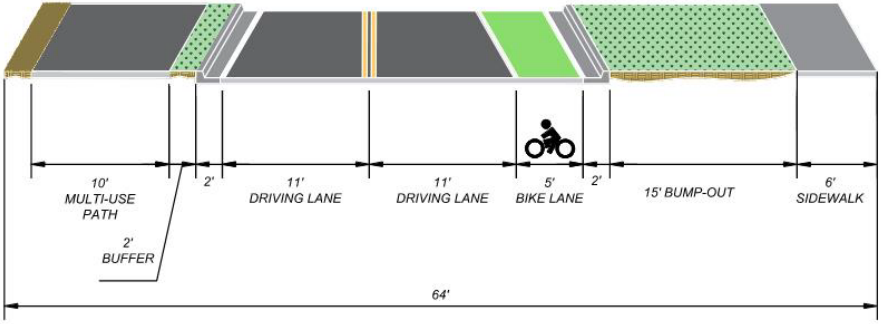 10'
MULTI-USE
PATH
2'
BUFFER
2'
11'
DRIVING LANE
11'
DRIVING LANE
5'
BIKE LANE
2'
15' BUMP-OUT
6'
SIDEWALK
64'